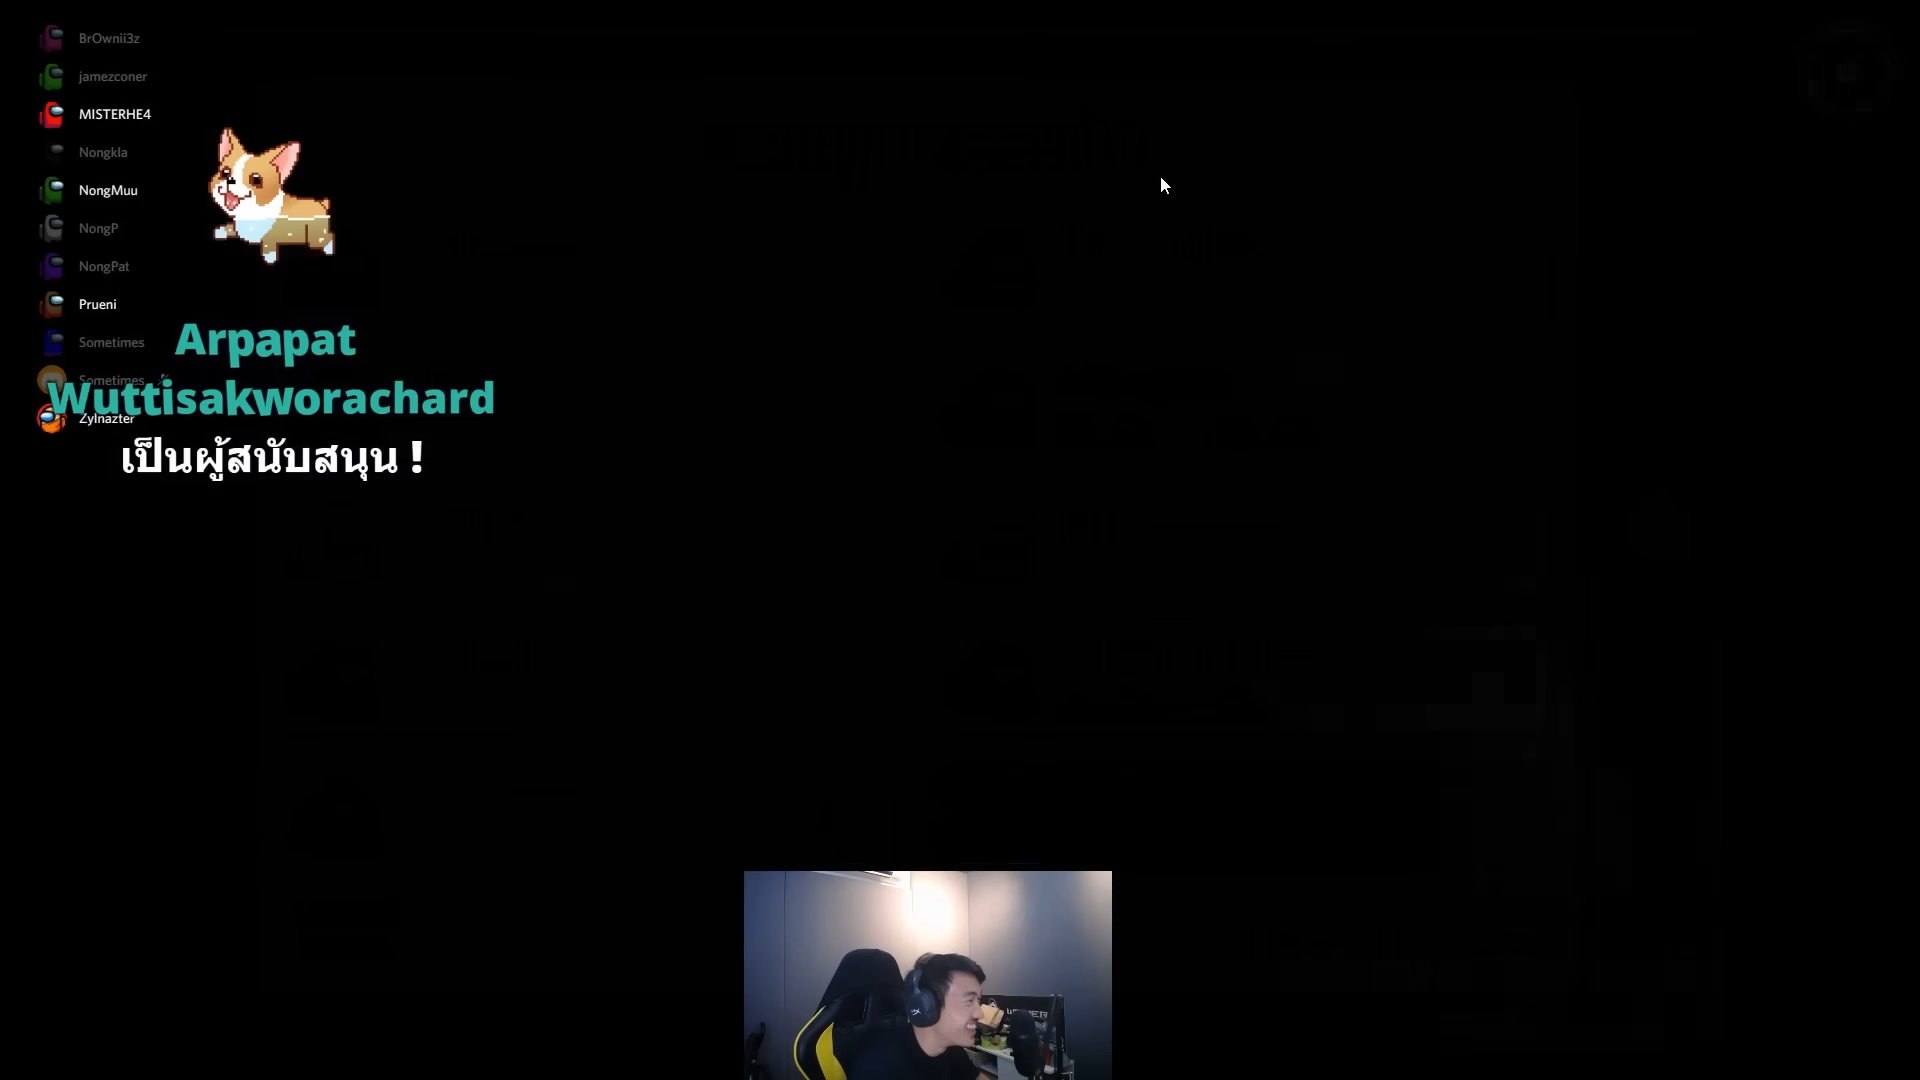 BrOwnii3z
jamezconer
MISTERHE4
Nongkla
NongMuu
NongP
NongPat
Prueni
Sometimes
Sometimes
Zylnazter
Arpapat
Wuttisakworachard
เป็นผู้สนับสนุน !